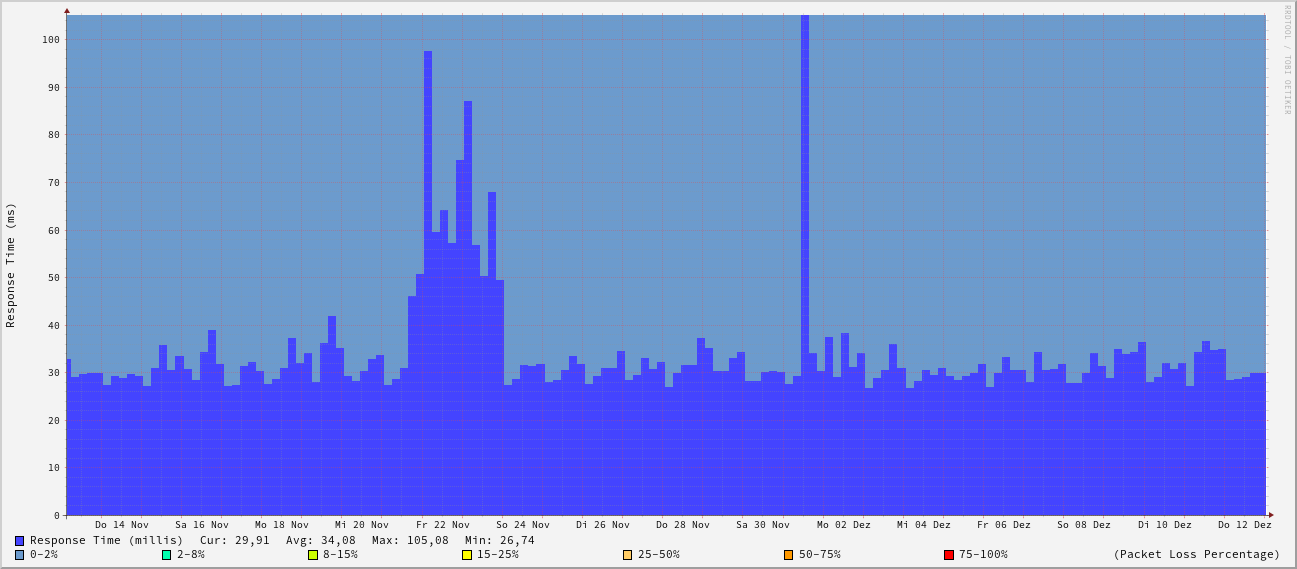 RRDTOOL / TOBI OETIKER
Response Time (ms)
100
90
80
70
60
50
40
30
20
10
0
Do 14 Nov Sa 16 Nov Mo 18 Nov Mi 20 Nov Fr 22 Nov So 24 Nov Di 26 Nov Do 28 Nov Sa 30 Nov Mo 02 Dez Mi 04 Dez Fr 06 Dez So 08 Dez Di 10 Dez Do 12 Dez
Response Time (millis) Cur: 29,91 Avg: 34,08 Max: 105,08 Min: 26,74
0-2% 2-8% 8-15% 15-25% 25-50% 50-75% 75-100% (Packet Loss Percentage)